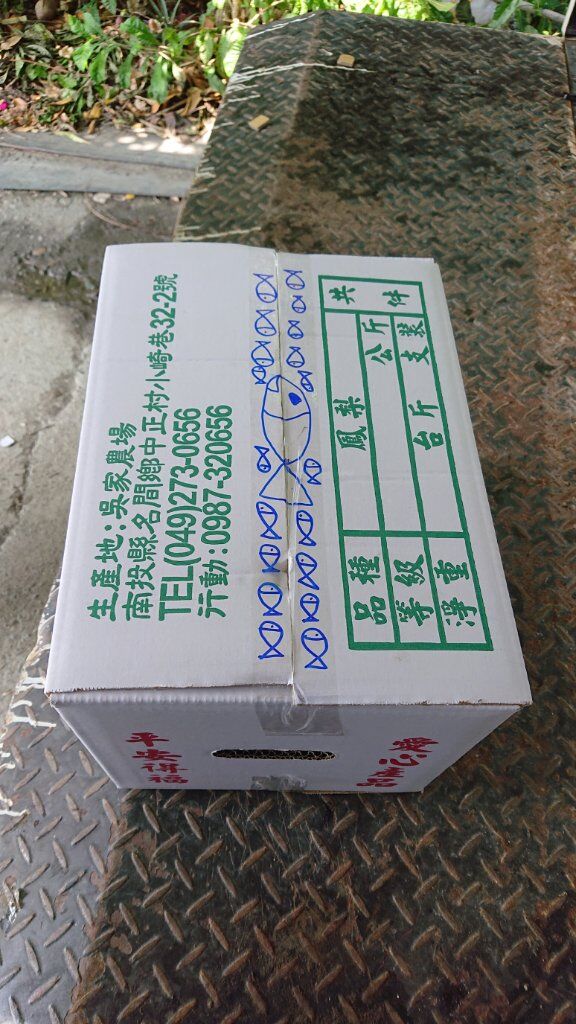 生產地:吳家農場
南投縣名間鄉中正村小崎巷32-2號
TEL(049)273-0656
行動:0987-320656
品種 鳳梨 共 件
等級 公斤
淨重 台斤 支裝